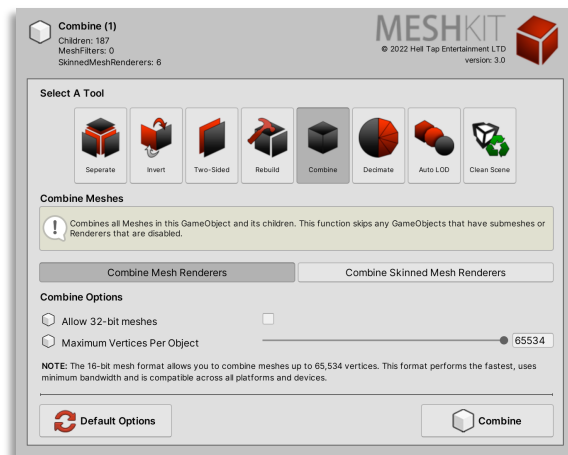 Combine (1)
Children: 187
MeshFilters: 0
SkinnedMeshRenderers: 6
MESHKIT
© 2022 Hell Tap Entertainment LTD
version: 3.0
Select A Tool
Seperate
Invert
Two-Sided
Rebuild
Combine
Decimate
Auto LOD
Clean Scene
Combine Meshes
Combines all Meshes in this GameObject and its children. This function skips any GameObjects that have submeshes or
Renderers that are disabled.
Combine Mesh Renderers
Combine Skinned Mesh Renderers
Combine Options
Allow 32-bit meshes
Maximum Vertices Per Object
65534
NOTE: The 16-bit mesh format allows you to combine meshes up to 65,534 vertices. This format performs the fastest, uses
minimum bandwidth and is compatible across all platforms and devices.
Default Options
Combine